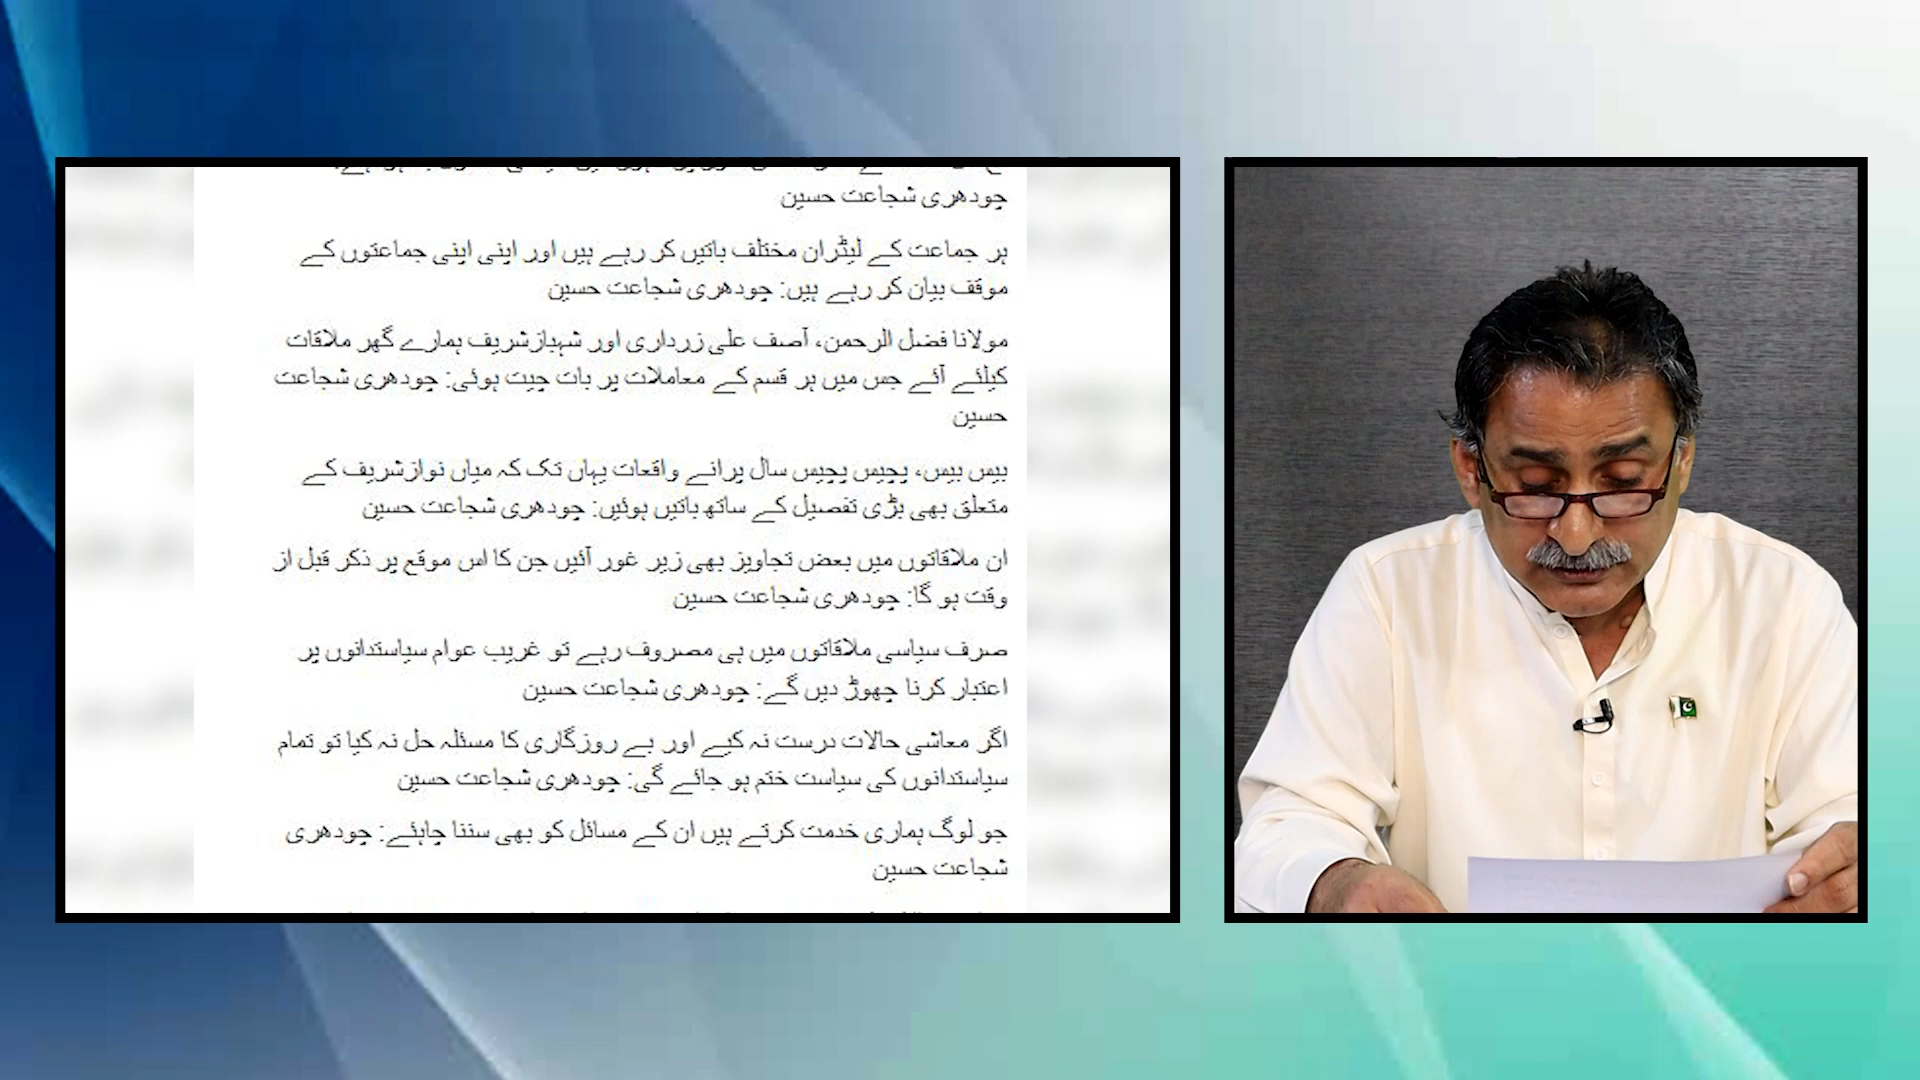 چودھری شجاعت حسین
ہر جماعت کے لیڈران مختلف باتیں کر رہے ہیں اور اپنی اپنی جماعتوں کے
موقف بیان کر رہے ہیں: چودھری شجاعت حسین
مولانا فضل الرحمن، آصف علی زرداری اور شہبازشریف ہمارے گھر ملاقات
کیلئے آئے جس میں ہر قسم کے معاملات پر بات چیت ہوئی: چودھری شجاعت
حسین
بیس بیس، پچیس پچیس سال پرانے واقعات یہاں تک کہ میاں نوازشریف کے
متعلق بھی بڑی تفصیل کے ساتھ باتیں ہوئیں: چودھری شجاعت حسین
ان ملاقاتوں میں بعض تجاویز بھی زیر غور آئیں جن کا اس موقع پر ذکر قبل از
وقت ہو گا: چودھری شجاعت حسین
صرف سیاسی ملاقاتوں میں ہی مصروف رہے تو غریب عوام سیاستدانوں پر
اعتبار کرنا چھوڑ دیں گے: چودھری شجاعت حسین
اگر معاشی حالات درست نہ کیے اور بے روزگاری کا مسئلہ حل نہ کیا تو تمام
سیاستدانوں کی سیاست ختم ہو جائے گی: چودھری شجاعت حسین
جو لوگ ہماری خدمت کرتے ہیں ان کے مسائل کو بھی سننا چاہئے: چودھری
شجاعت حسین